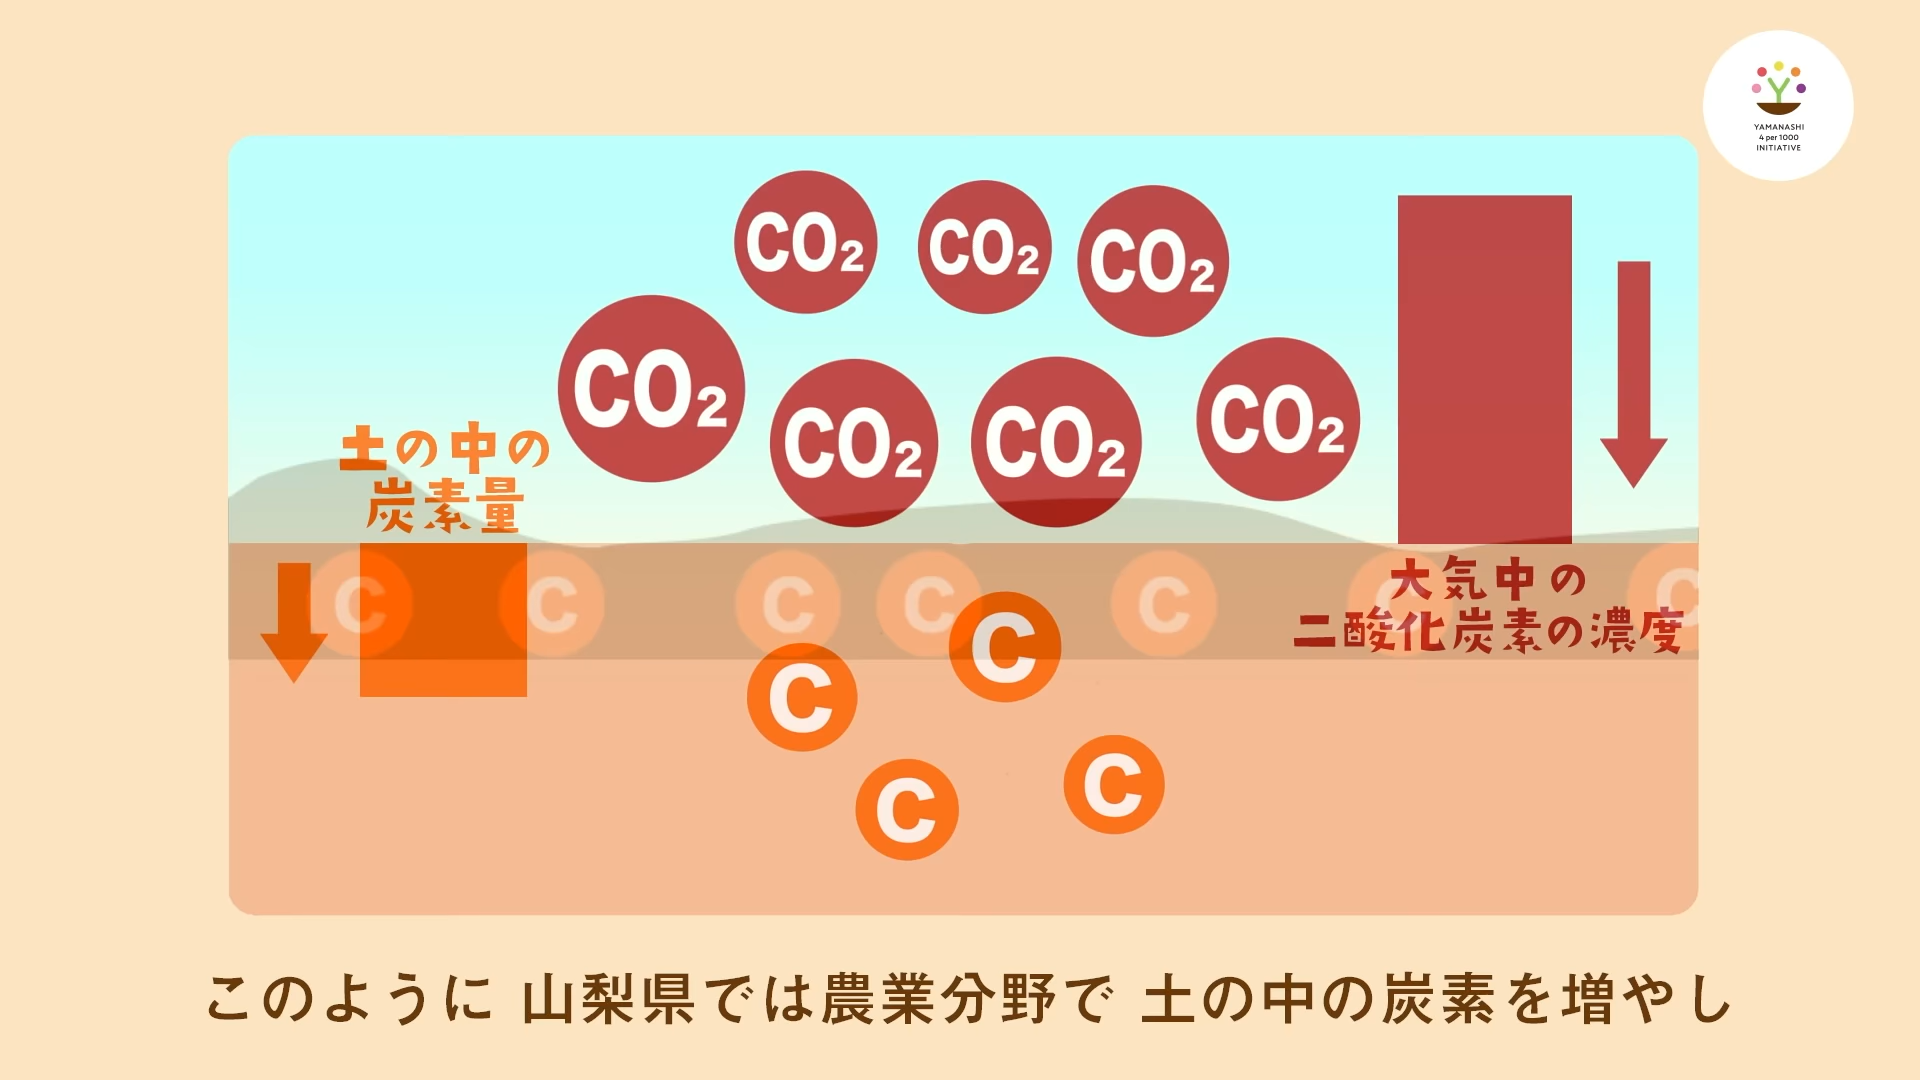 YAMANASHI
4 per 1000
INITIATIVE
CO₂
CO₂
CO₂
CO₂
CO₂
CO₂
CO₂
土の中の
炭素量
C
C
C
C
C
C
C
C
C
C
C
大気中の
二酸化炭素の濃度
このように 山梨県では農業分野で 土の中の炭素を増やし